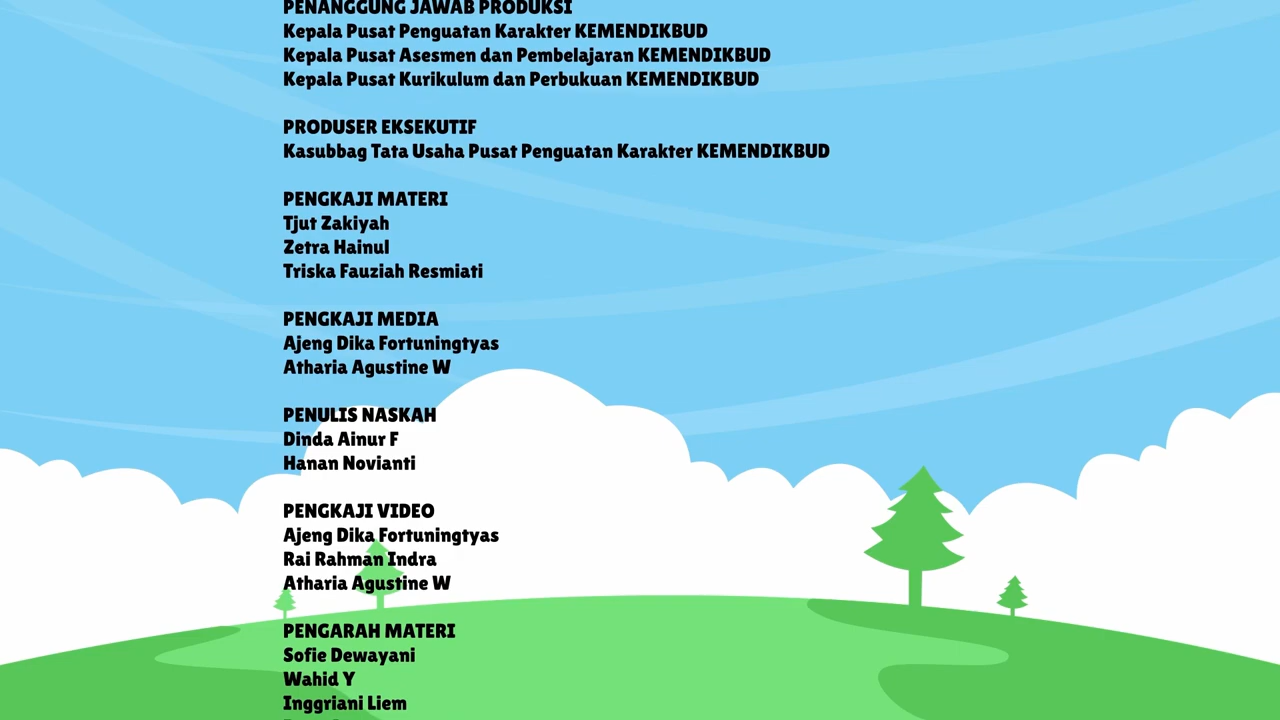 PENANGGUNG JAWAB PRODUKSI
Kepala Pusat Penguatan Karakter KEMENDIKBUD
Kepala Pusat Asesmen dan Pembelajaran KEMENDIKBUD
Kepala Pusat Kurikulum dan Perbukuan KEMENDIKBUD
PRODUSER EKSEKUTIF
Kasubbag Tata Usaha Pusat Penguatan Karakter KEMENDIKBUD
PENGKAJI MATERI
Tjut Zakiyah
Zetra Hainul
Triska Fauziah Resmiati
PENGKAJI MEDIA
Ajeng Dika Fortuningtyas
Atharia Agustine W
PENULIS NASKAH
Dinda Ainur F
Hanan Novianti
PENGKAJI VIDEO
Ajeng Dika Fortuningtyas
Rai Rahman Indra
Atharia Agustine W
PENGARAH MATERI
Sofie Dewayani
Wahid Y
Inggriani Liem